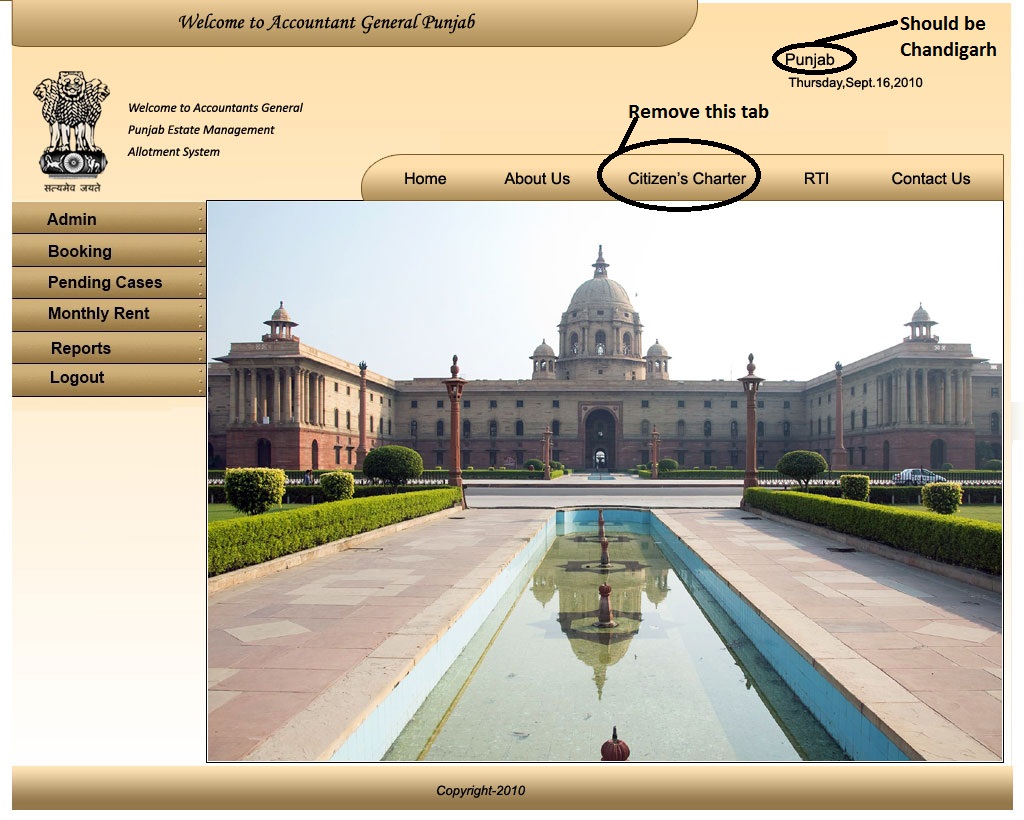 Welcome to Accountant General Punjab
Should be
Chandigarh
Punjab
Thursday,Sept.16,2010
Welcome to Accountants General
Punjab Estate Management
Allotment System
सत्यमेव जयते
Remove this tab
Home About Us Citizen's Charter RTI Contact Us
Admin
Booking
Pending Cases
Monthly Rent
Reports
Logout
Copyright-2010